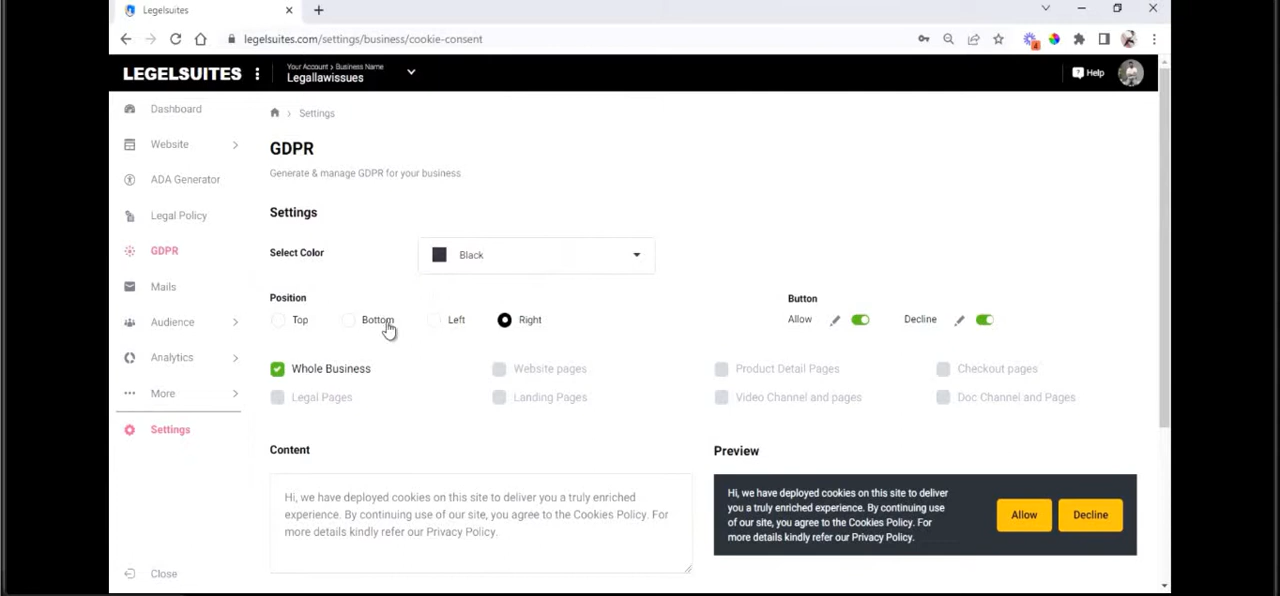 Legelsuites
legelsuites.com/settings/business/cookie-consent
4
LEGELSUITES
Your Account > Business Name
Legallawissues
Help
Dashboard
Website
ADA Generator
Legal Policy
GDPR
Mails
Audience
Analytics
More
Settings
Close
Settings
GDPR
Generate & manage GDPR for your business
Settings
Select Color
Black
Position
Top
Bottom
Left
Right
Button
Allow
Decline
Whole Business
Website pages
Product Detail Pages
Checkout pages
Legal Pages
Landing Pages
Video Channel and pages
Doc Channel and Pages
Content
Hi, we have deployed cookies on this site to deliver you a truly enriched
experience. By continuing use of our site, you agree to the Cookies Policy. For
more details kindly refer our Privacy Policy.
Preview
Hi, we have deployed cookies on this site to deliver
you a truly enriched experience. By continuing use
of our site, you agree to the Cookies Policy. For
more details kindly refer our Privacy Policy.
Allow
Decline